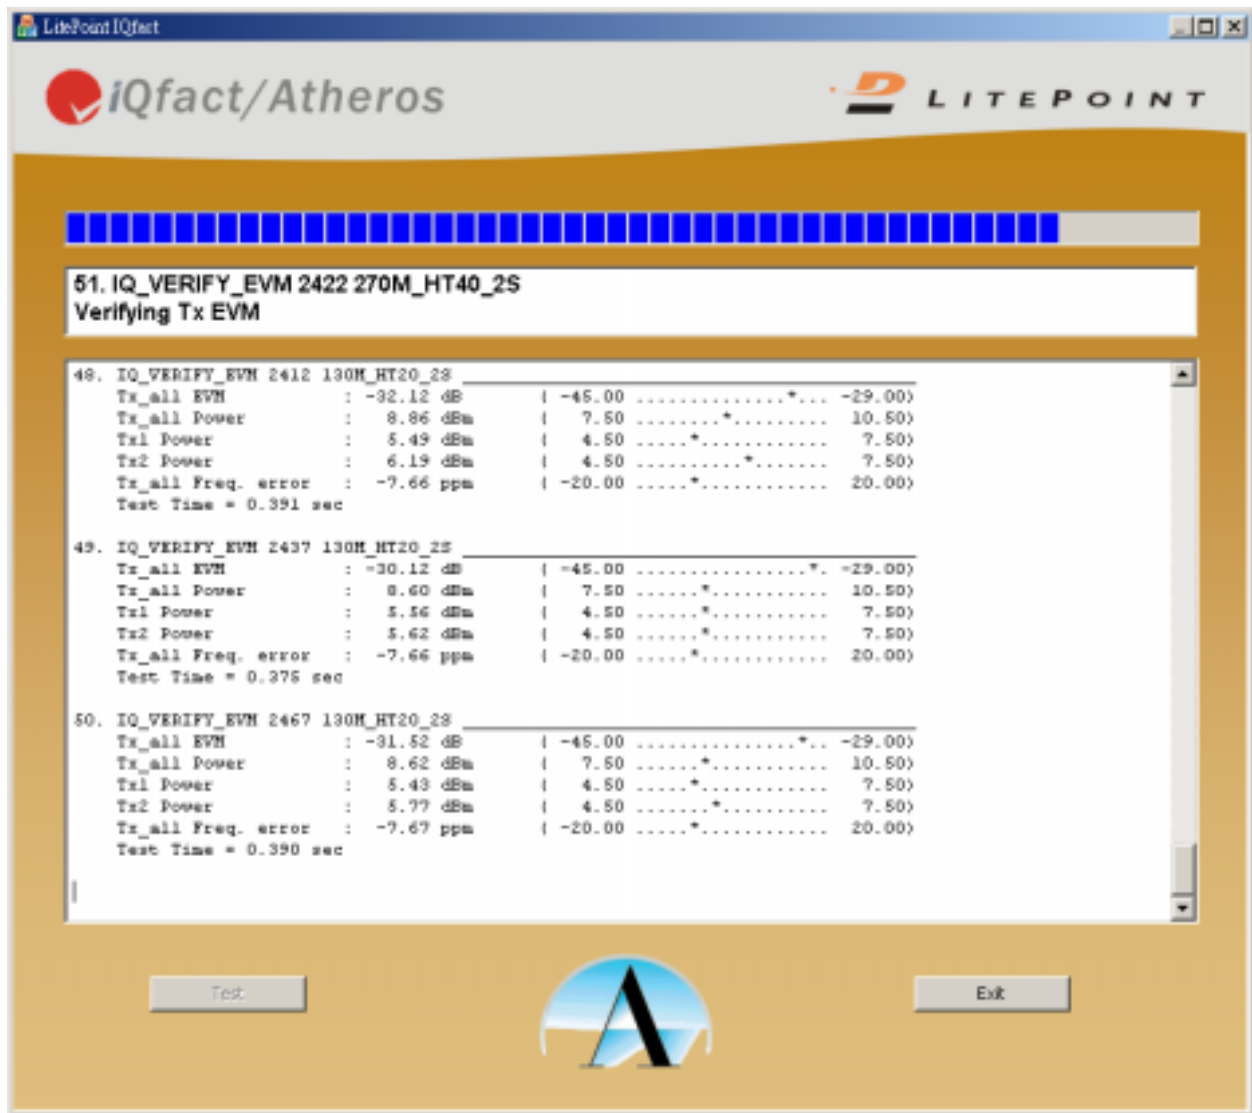 LitePoint IQfact
iQfact/Atheros
LITEPOINT
51. IQ_VERIFY_EVM 2422 270M_HT40_2S
Verifying Tx EVM
48. IQ_VERIFY_EVM 2412 130M_HT20_2S ____________________
Tx_all EVM : -32.12 dB ( -45.00 ..............*... -29.00)
Tx_all Power : 8.86 dBm ( 7.50 ........*......... 10.50)
Tx1 Power : 5.49 dBm ( 4.50 .....*............ 7.50)
Tx2 Power : 6.19 dBm ( 4.50 ..........*....... 7.50)
Tx_all Freq. error : -7.66 ppm ( -20.00 .....*............ 20.00)
Test Time = 0.391 sec
49. IQ_VERIFY_EVM 2437 130M_HT20_2S ____________________
Tx_all EVM : -30.12 dB ( -45.00 ................*. -29.00)
Tx_all Power : 8.60 dBm ( 7.50 ......*........... 10.50)
Tx1 Power : 5.56 dBm ( 4.50 ......*........... 7.50)
Tx2 Power : 5.62 dBm ( 4.50 ......*........... 7.50)
Tx_all Freq. error : -7.66 ppm ( -20.00 .....*............ 20.00)
Test Time = 0.375 sec
50. IQ_VERIFY_EVM 2467 130M_HT20_2S ____________________
Tx_all EVM : -31.52 dB ( -45.00 ...............*.. -29.00)
Tx_all Power : 8.62 dBm ( 7.50 ......*........... 10.50)
Tx1 Power : 5.43 dBm ( 4.50 .....*............ 7.50)
Tx2 Power : 5.77 dBm ( 4.50 .......*.......... 7.50)
Tx_all Freq. error : -7.67 ppm ( -20.00 .....*............ 20.00)
Test Time = 0.390 sec
Test
Exit